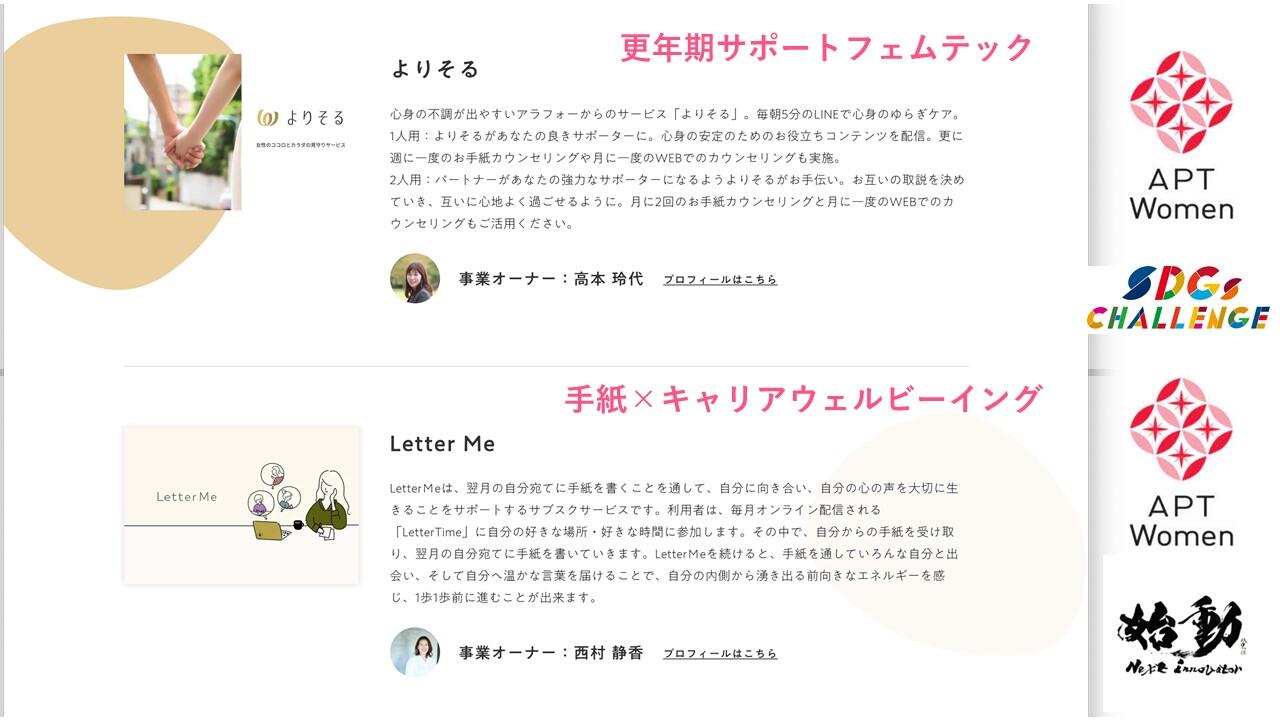 更年期サポートフェムテック
よりそる
よりそる
女性のココロとカラダの見守りサービス
心身の不調が出やすいアラフォーからのサービス「よりそる」。毎朝5分のLINEで心身のゆらぎケア。
1人用：よりそるがあなたの良きサポーターに。心身の安定のためのお役立ちコンテンツを配信。更に
週に一度のお手紙カウンセリングや月に一度のWEBでのカウンセリングも実施。
2人用：パートナーがあなたの強力なサポーターになるようよりそるがお手伝い。お互いの取説を決め
ていき、互いに心地よく過ごせるように。月に2回のお手紙カウンセリングと月に一度のWEBでのカ
ウンセリングもご活用ください。
事業オーナー：高本 玲代 プロフィールはこちら
APT
Women
SDGs
CHALLENGE
手紙×キャリアウェルビーイング
Letter Me
Letter Me
LetterMeは、翌月の自分宛てに手紙を書くことを通して、自分に向き合い、自分の心の声を大切に生
きることをサポートするサブスクサービスです。利用者は、毎月オンライン配信される
「LetterTime」に自分の好きな場所・好きな時間に参加します。その中で、自分からの手紙を受け取
り、翌月の自分宛てに手紙を書いていきます。LetterMeを続けると、手紙を通していろんな自分と出
会い、そして自分へ温かな言葉を届けることで、自分の内側から湧き出る前向きなエネルギーを感
じ、1歩1歩前に進むことが出来ます。
事業オーナー：西村 静香 プロフィールはこちら
APT
Women
始動
Next innovator